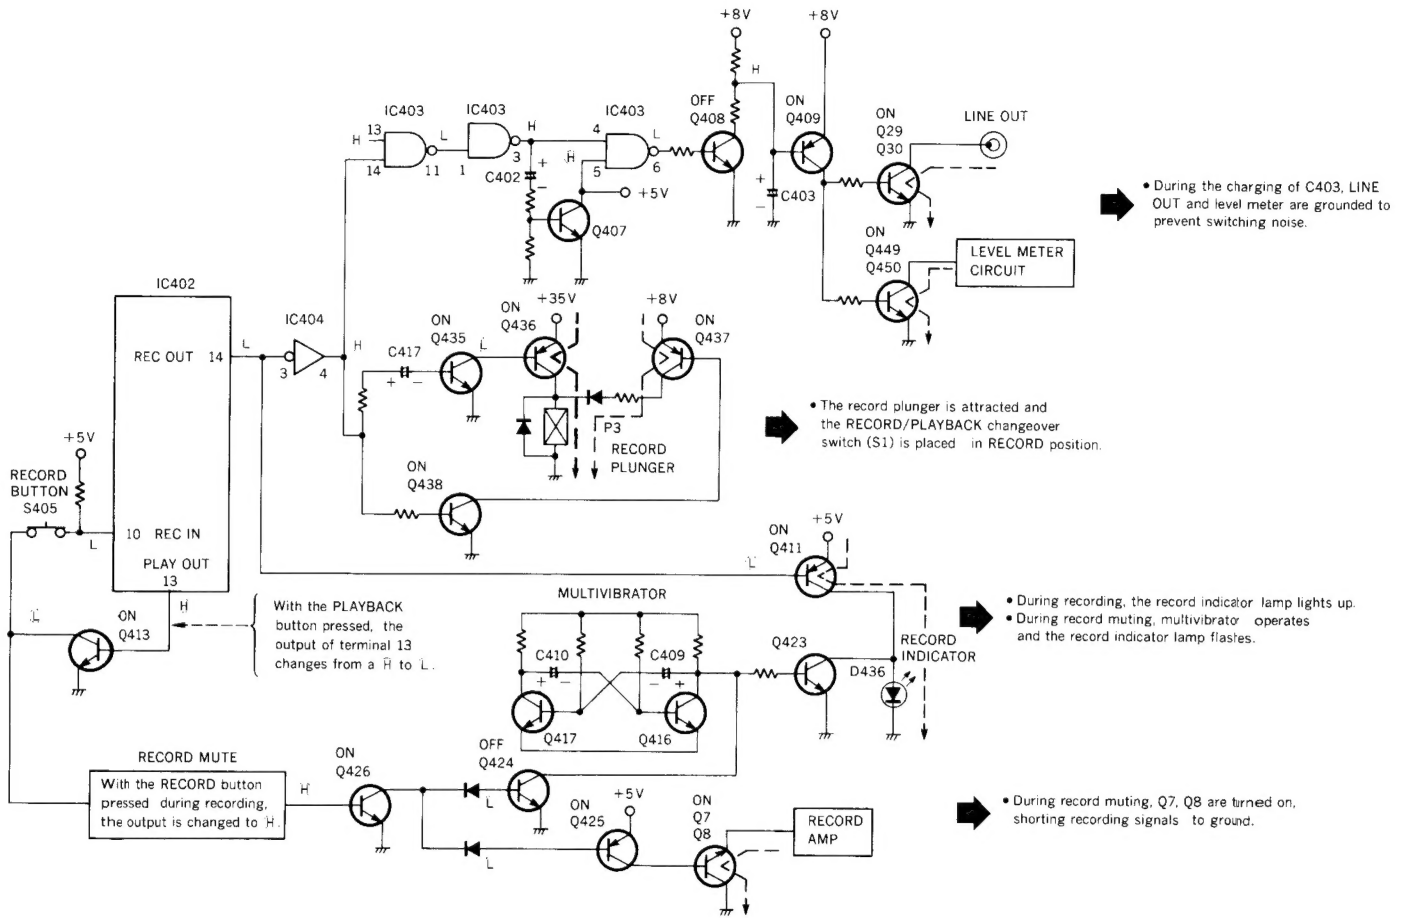 +8V
+8V
H
OFF
Q408
ON
Q409
IC403
IC403
IC403
H
13
14
L
11
1
H
3
4
5
H
L
6
C402
+
−
+5V
Q407
+
−
C403
ON
Q29
Q30
LINE OUT
ON
Q449
Q450
LEVEL METER
CIRCUIT
• During the charging of C403, LINE
OUT and level meter are grounded to
prevent switching noise.
IC402
REC OUT 14
L
IC404
3
4
H
C417
+
−
ON
Q435
L
ON
Q436
+35V
+8V
ON
Q437
P3
RECORD
PLUNGER
ON
Q438
• The record plunger is attracted and
the RECORD/PLAYBACK changeover
switch (S1) is placed in RECORD position.
+5V
RECORD
BUTTON
S405
L
10 REC IN
PLAY OUT
13
H
L
ON
Q413
With the PLAYBACK
button pressed, the
output of terminal 13
changes from a H to L.
L
ON
Q411
+5V
MULTIVIBRATOR
C410
+
−
C409
−
+
Q417
Q416
Q423
RECORD
INDICATOR
D436
• During recording, the record indicator lamp lights up.
• During record muting, multivibrator operates
and the record indicator lamp flashes.
RECORD MUTE
With the RECORD button
pressed during recording,
the output is changed to H.
H
ON
Q426
OFF
Q424
L
L
ON
Q425
+5V
ON
Q7
Q8
RECORD
AMP
• During record muting, Q7, Q8 are turned on,
shorting recording signals to ground.